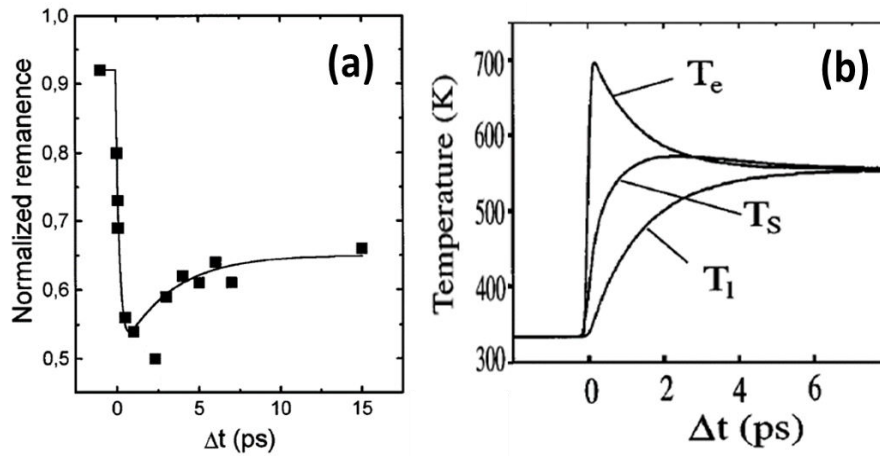 (a)
Normalized remanence
1,0
0,9
0,8
0,7
0,6
0,5
0
5
10
15
Δt (ps)
(b)
Temperature (K)
700
600
500
400
300
0
2
4
6
Δt (ps)
Te
TS
Tl